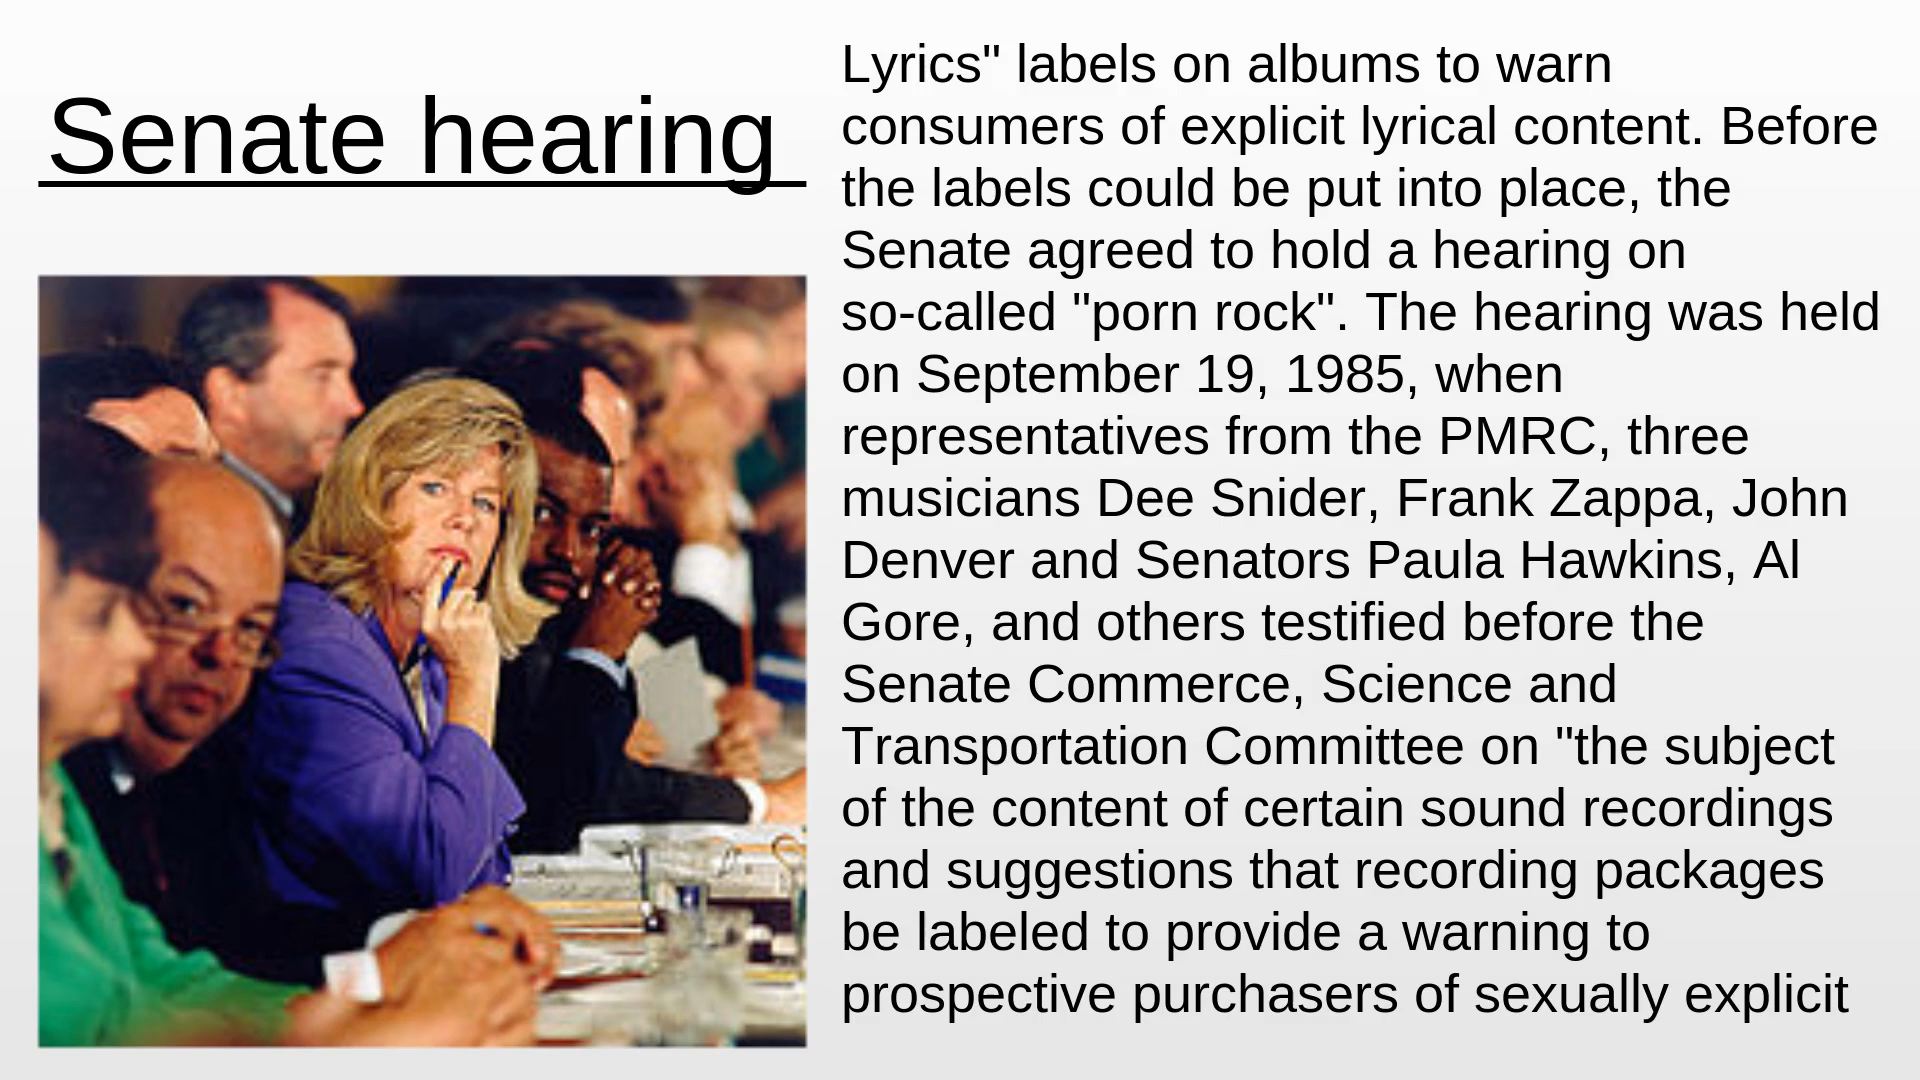 Senate hearing
Lyrics" labels on albums to warn
consumers of explicit lyrical content. Before
the labels could be put into place, the
Senate agreed to hold a hearing on
so-called "porn rock". The hearing was held
on September 19, 1985, when
representatives from the PMRC, three
musicians Dee Snider, Frank Zappa, John
Denver and Senators Paula Hawkins, Al
Gore, and others testified before the
Senate Commerce, Science and
Transportation Committee on "the subject
of the content of certain sound recordings
and suggestions that recording packages
be labeled to provide a warning to
prospective purchasers of sexually explicit